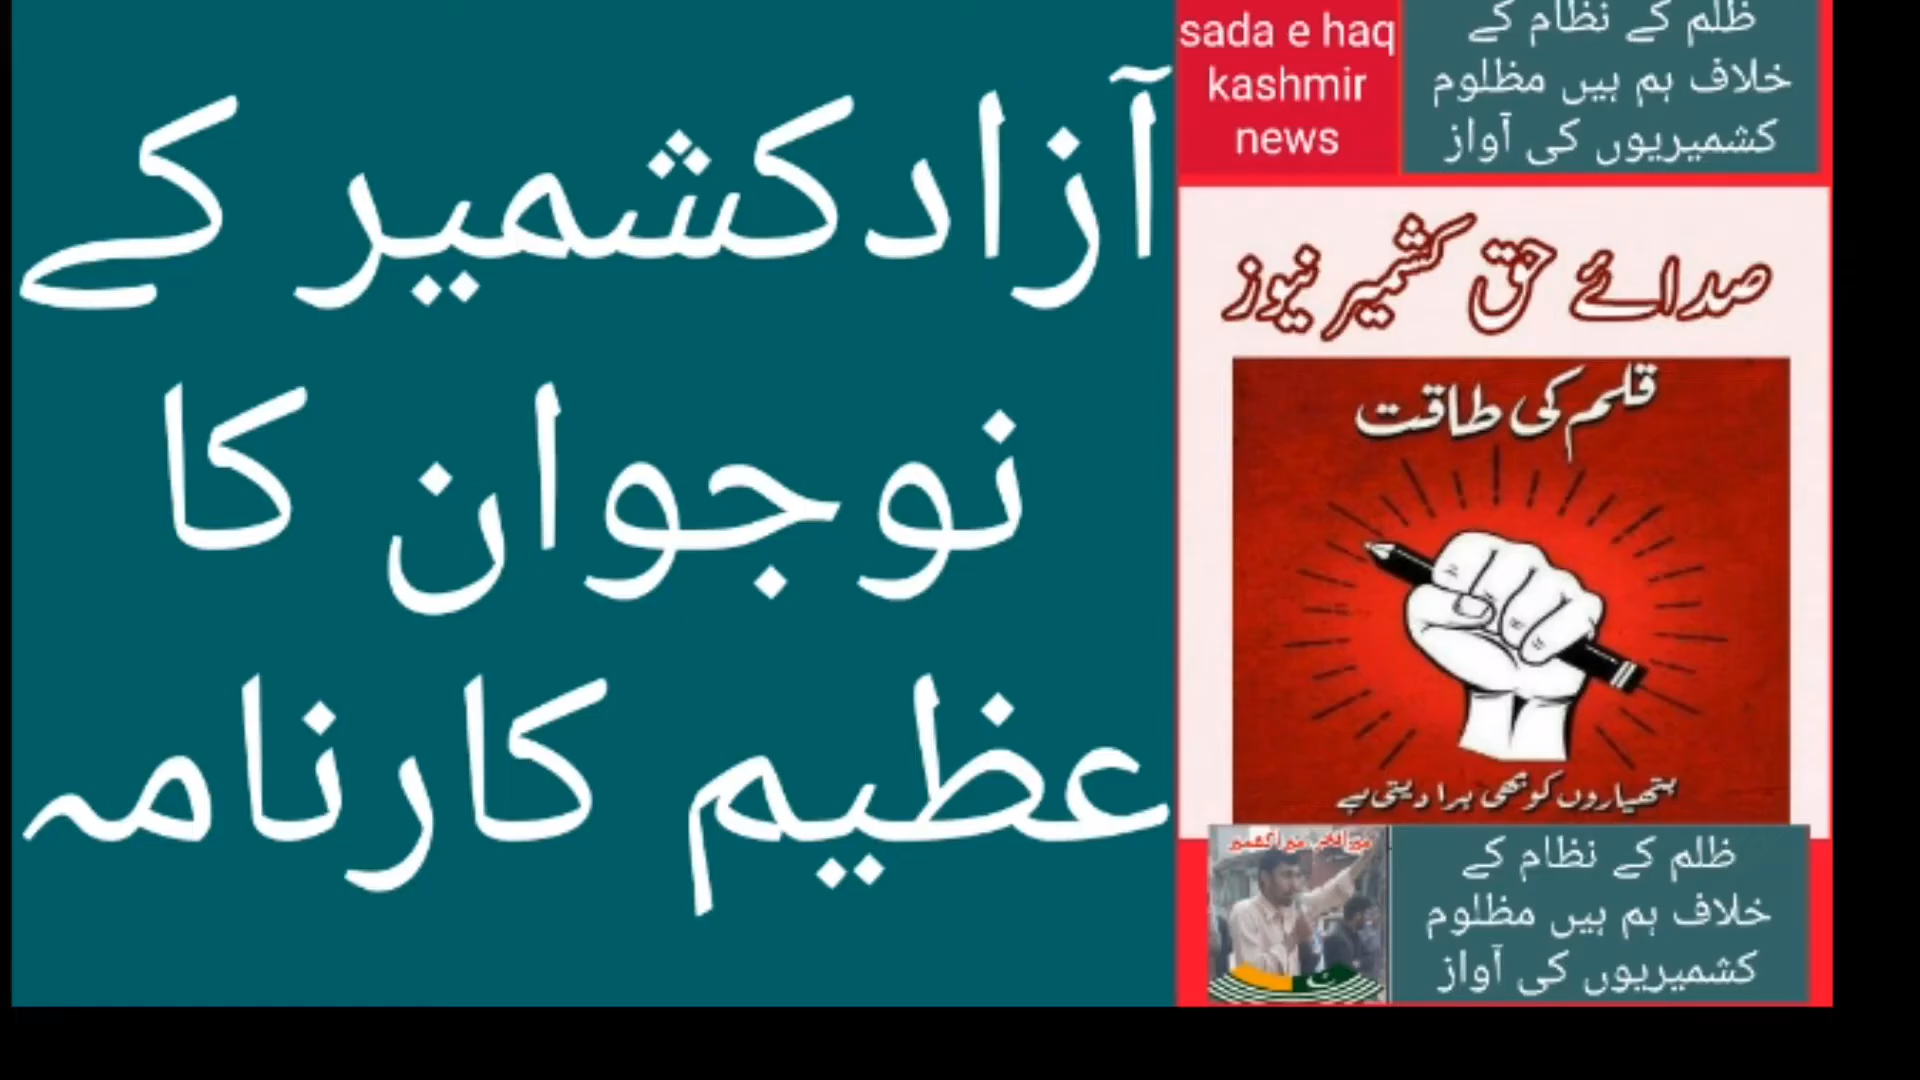 آزادکشمیر کے
نوجوان کا
عظیم کارنامہ
sada e haq
kashmir
news
ظلم کے نظام کے
خلاف ہم ہیں مظلوم
کشمیریوں کی آواز
صدائے حق کشمیر نیوز
قلم کی طاقت
ہتھیاروں کو بھی ہرا دیتی ہے
میرا کشمیر
ظلم کے نظام کے
خلاف ہم ہیں مظلوم
کشمیریوں کی آواز